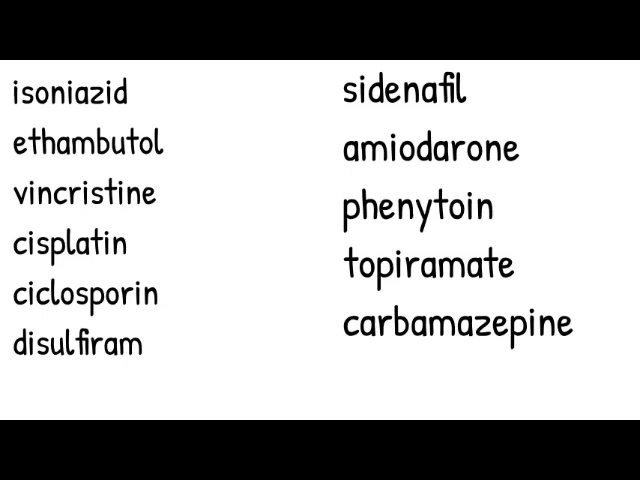 isoniazid
ethambutol
vincristine
cisplatin
ciclosporin
disulfiram
sidenafil
amiodarone
phenytoin
topiramate
carbamazepine